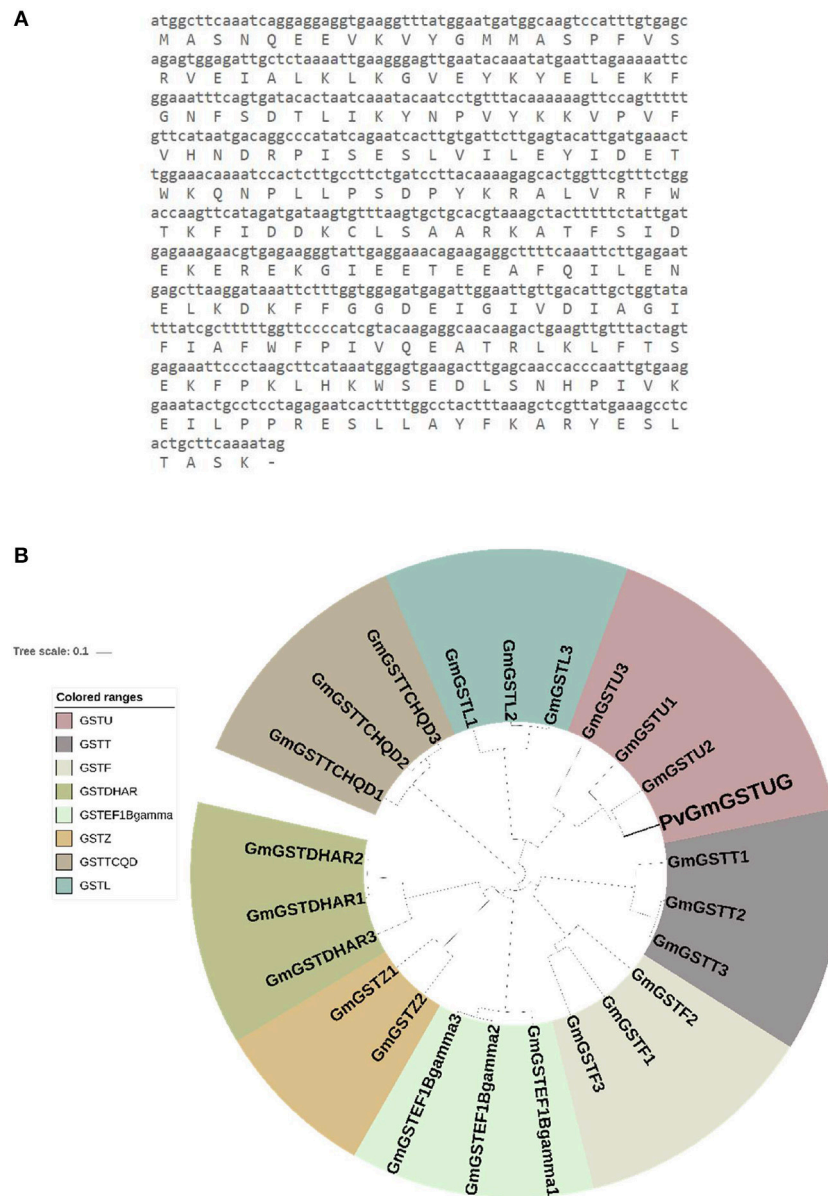 A
atggcttcaaatcaggaggaggtgaaggtttatggaatgatggcaagtccatttgtgagc
M A S N Q E E V K V Y G M M A S P F V S
agagtggagattgctctaaaattgaagggagttgaatacaaatatgaattagaaaaattc
R V E I A L K L K G V E Y K Y E L E K F
ggaaatttcagtgatacactaatcaaatacaatcctgtttacaaaaaagttccagttttt
G N F S D T L I K Y N P V Y K K V P V F
gttcataatgacaggcccatatcagaatcacttgtgattcttgagtacattgatgaaact
V H N D R P I S E S L V I L E Y I D E T
tggaaacaaaatccactcttgccttctgatccttacaaaagagcactggttcgtttctgg
W K Q N P L L P S D P Y K R A L V R F W
accaagttcatagatgataagtgtttaagtgctgcacgtaaagctactttttctattgat
T K F I D D K C L S A A R K A T F S I D
gagaaagaacgtgagaagggtattgaggaaacagaagaggcttttcaaattcttgagaat
E K E R E K G I E E T E E A F Q I L E N
gagcttaaggataaattctttggtggagatgagattggaattgttgacattgctggtata
E L K D K F F G G D E I G I V D I A G I
tttatcgctttttggttccccatcgtacaagaggcaacaagactgaagttgtttactagt
F I A F W F P I V Q E A T R L K L F T S
gagaaattccctaagcttcataaatggagtgaagacttgagcaaccacccaattgtgaag
E K F P K L H K W S E D L S N H P I V K
gaaatactgcctcctagagaatcacttttggcctactttaaagctcgttatgaaagcctc
E I L P P R E S L L A Y F K A R Y E S L
actgcttcaaaatag
T A S K -
B
Tree scale: 0.1
Colored ranges
GSTU
GSTT
GSTF
GSTDHAR
GSTEF1Bgamma
GSTZ
GSTTCQD
GSTL
GmGSTTCHQD1
GmGSTTCHQD2
GmGSTTCHQD3
GmGSTL1
GmGSTL2
GmGSTL3
GmGSTU3
GmGSTU1
GmGSTU2
PvGmGSTUG
GmGSTT1
GmGSTT2
GmGSTT3
GmGSTF2
GmGSTF1
GmGSTF3
GmGSTEF1Bgamma1
GmGSTEF1Bgamma2
GmGSTEF1Bgamma3
GmGSTZ2
GmGSTZ1
GmGSTDHAR3
GmGSTDHAR1
GmGSTDHAR2